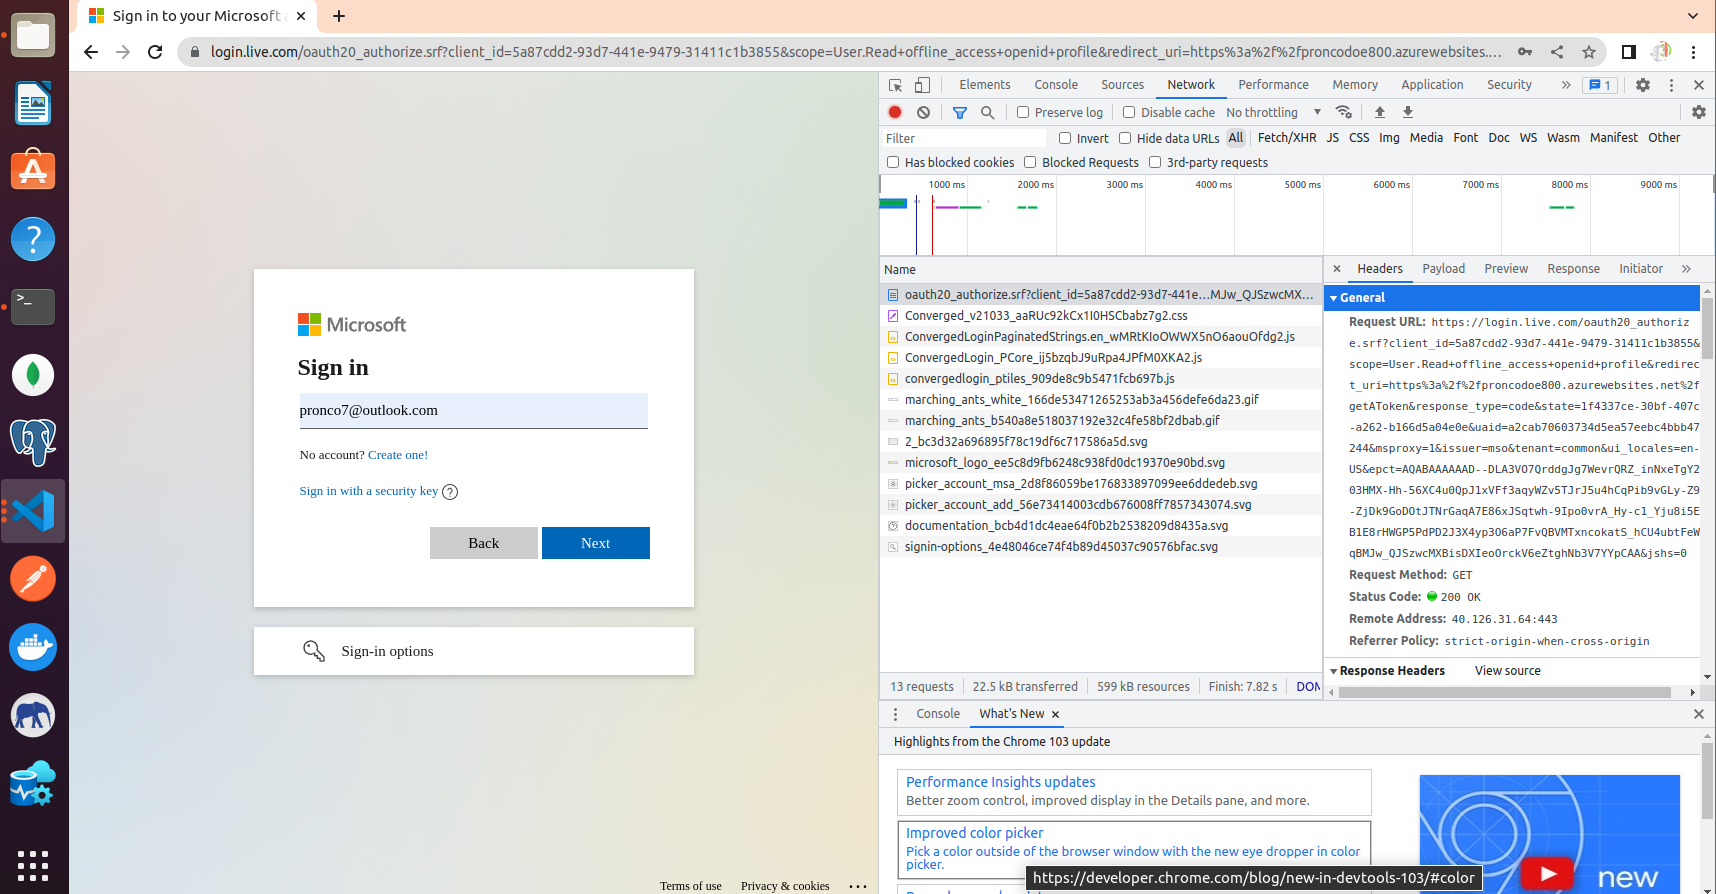 Sign in to your Microsoft a
login.live.com/oauth20_authorize.srf?client_id=5a87cdd2-93d7-441e-9479-31411c1b3855&scope=User.Read+offline_access+openid+profile&redirect_uri=https%3a%2f%2fproncodoe800.azurewebsites....
Microsoft
Sign in
pronco7@outlook.com
No account? Create one!
Sign in with a security key ?
Back Next
Sign-in options
Terms of use Privacy & cookies ...
Elements Console Sources Network Performance Memory Application Security » 1
Preserve log Disable cache No throttling
Filter Invert Hide data URLs All Fetch/XHR JS CSS Img Media Font Doc WS Wasm Manifest Other
Has blocked cookies Blocked Requests 3rd-party requests
1000 ms 2000 ms 3000 ms 4000 ms 5000 ms 6000 ms 7000 ms 8000 ms 9000 ms
Name
oauth20_authorize.srf?client_id=5a87cdd2-93d7-441e...MJw_QJSzwcMX...
Converged_v21033_aaRUc92kCx1I0HSCbabz7g2.css
ConvergedLoginPaginatedStrings.en_wMRtKIoOWWX5nO6aouOfdg2.js
ConvergedLogin_PCore_ij5bzqbJ9uRpa4JPfM0XKA2.js
convergedlogin_ptiles_909de8c9b5471fcb697b.js
marching_ants_white_166de53471265253ab3a456defe6da23.gif
marching_ants_b540a8e518037192e32c4fe58bf2dbab.gif
2_bc3d32a696895f78c19df6c717586a5d.svg
microsoft_logo_ee5c8d9fb6248c938fd0dc19370e90bd.svg
picker_account_msa_2d8f86059be176833897099ee6ddedeb.svg
picker_account_add_56e73414003cdb676008ff7857343074.svg
documentation_bcb4d1dc4eae64f0b2b2538209d8435a.svg
signin-options_4e48046ce74f4b89d45037c90576bfac.svg
13 requests 22.5 kB transferred 599 kB resources Finish: 7.82 s DON
Headers Payload Preview Response Initiator »
General
Request URL: https://login.live.com/oauth20_authoriz
e.srf?client_id=5a87cdd2-93d7-441e-9479-31411c1b3855&
scope=User.Read+offline_access+openid+profile&redirec
t_uri=https%3a%2f%2fproncodoe800.azurewebsites.net%2f
getAToken&response_type=code&state=1f4337ce-30bf-407c
-a262-b166d5a04e0e&uaid=a2cab70603734d5ea57eebc4bbb47
244&msproxy=1&issuer=mso&tenant=common&ui_locales=en-
US&epct=AQABAAAAAAD--DLA3VO7QrddgJg7WevrQRZ_inNxeTgY2
03HMX-Hh-56XC4u0QpJ1xVFf3aqyWZv5TJrJ5u4hCqPib9vGLy-Z9
-ZjDk9GoDOtJTNrGaqA7E86xJSqtwh-9Ipo0vrA_Hy-c1_Yju8i5E
B1E8rHWGP5PdPD2J3X4yp3O6aP7FvQBVMTxncokatS_hCU4ubtFeW
qBMJw_QJSzwcMXBisDXIeoOrckV6eZtghNb3V7YYpCAA&jshs=0
Request Method: GET
Status Code: 200 OK
Remote Address: 40.126.31.64:443
Referrer Policy: strict-origin-when-cross-origin
Response Headers View source
Console What's New
Highlights from the Chrome 103 update
Performance Insights updates
Better zoom control, improved display in the Details pane, and more.
Improved color picker
Pick a color outside of the browser window with the new eye dropper in color
picker.
new
https://developer.chrome.com/blog/new-in-devtools-103/#color